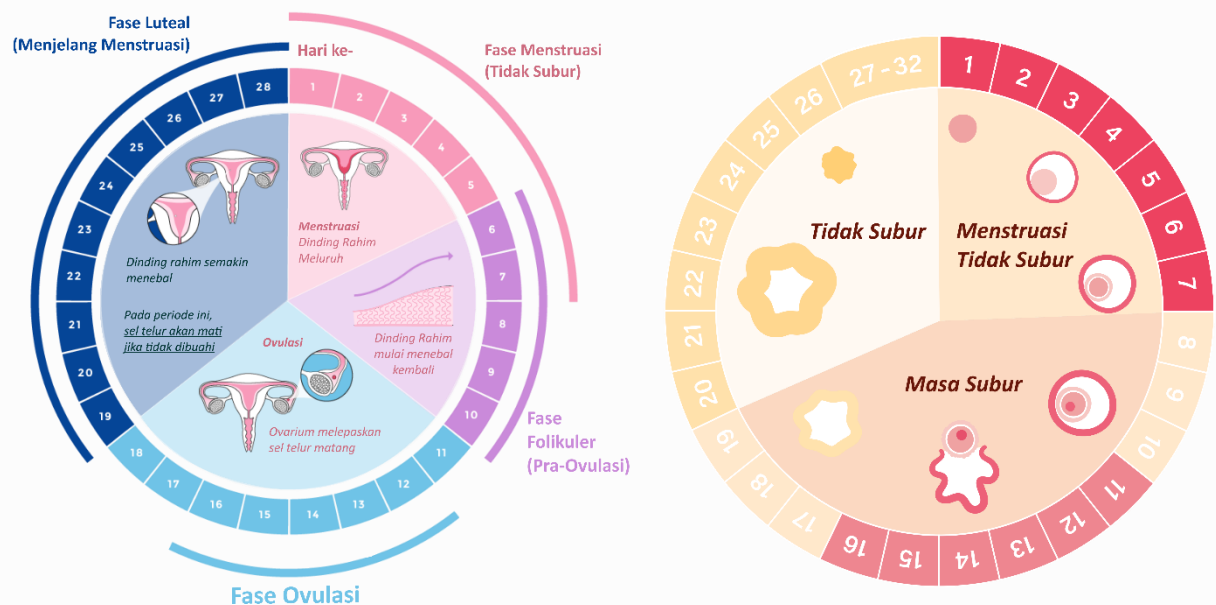 Fase Luteal
(Menjelang Menstruasi)
Hari ke-
Fase Menstruasi
(Tidak Subur)
1
2
3
4
5
6
7
8
9
10
11
12
13
14
15
16
17
18
19
20
21
22
23
24
25
26
27
28
Menstruasi
Dinding Rahim
Meluruh
Dinding rahim semakin
menebal
Pada periode ini,
sel telur akan mati
jika tidak dibuahi
Ovulasi
Dinding Rahim
mulai menebal
kembali
Ovarium melepaskan
sel telur matang
Fase
Folikuler
(Pra-Ovulasi)
Fase Ovulasi
1
2
3
4
5
6
7
8
9
10
11
12
13
14
15
16
17
18
19
20
21
22
23
24
25
26
27-32
Tidak Subur
Menstruasi
Tidak Subur
Masa Subur